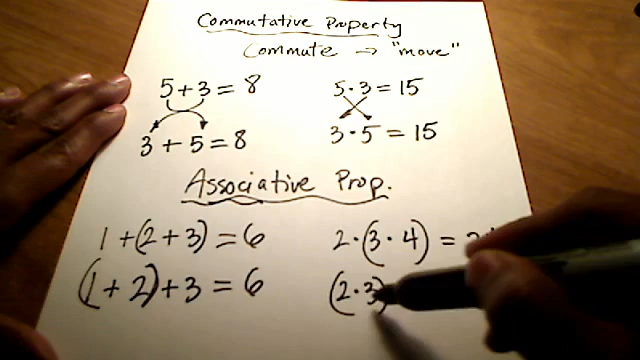 Commutative Property
Commute → "move"
5 + 3 = 8
5 · 3 = 15
3 + 5 = 8
3 · 5 = 15
Associative Prop.
1 + (2 + 3) = 6
2 · (3 · 4) =
(1 + 2) + 3 = 6
(2 · 3)